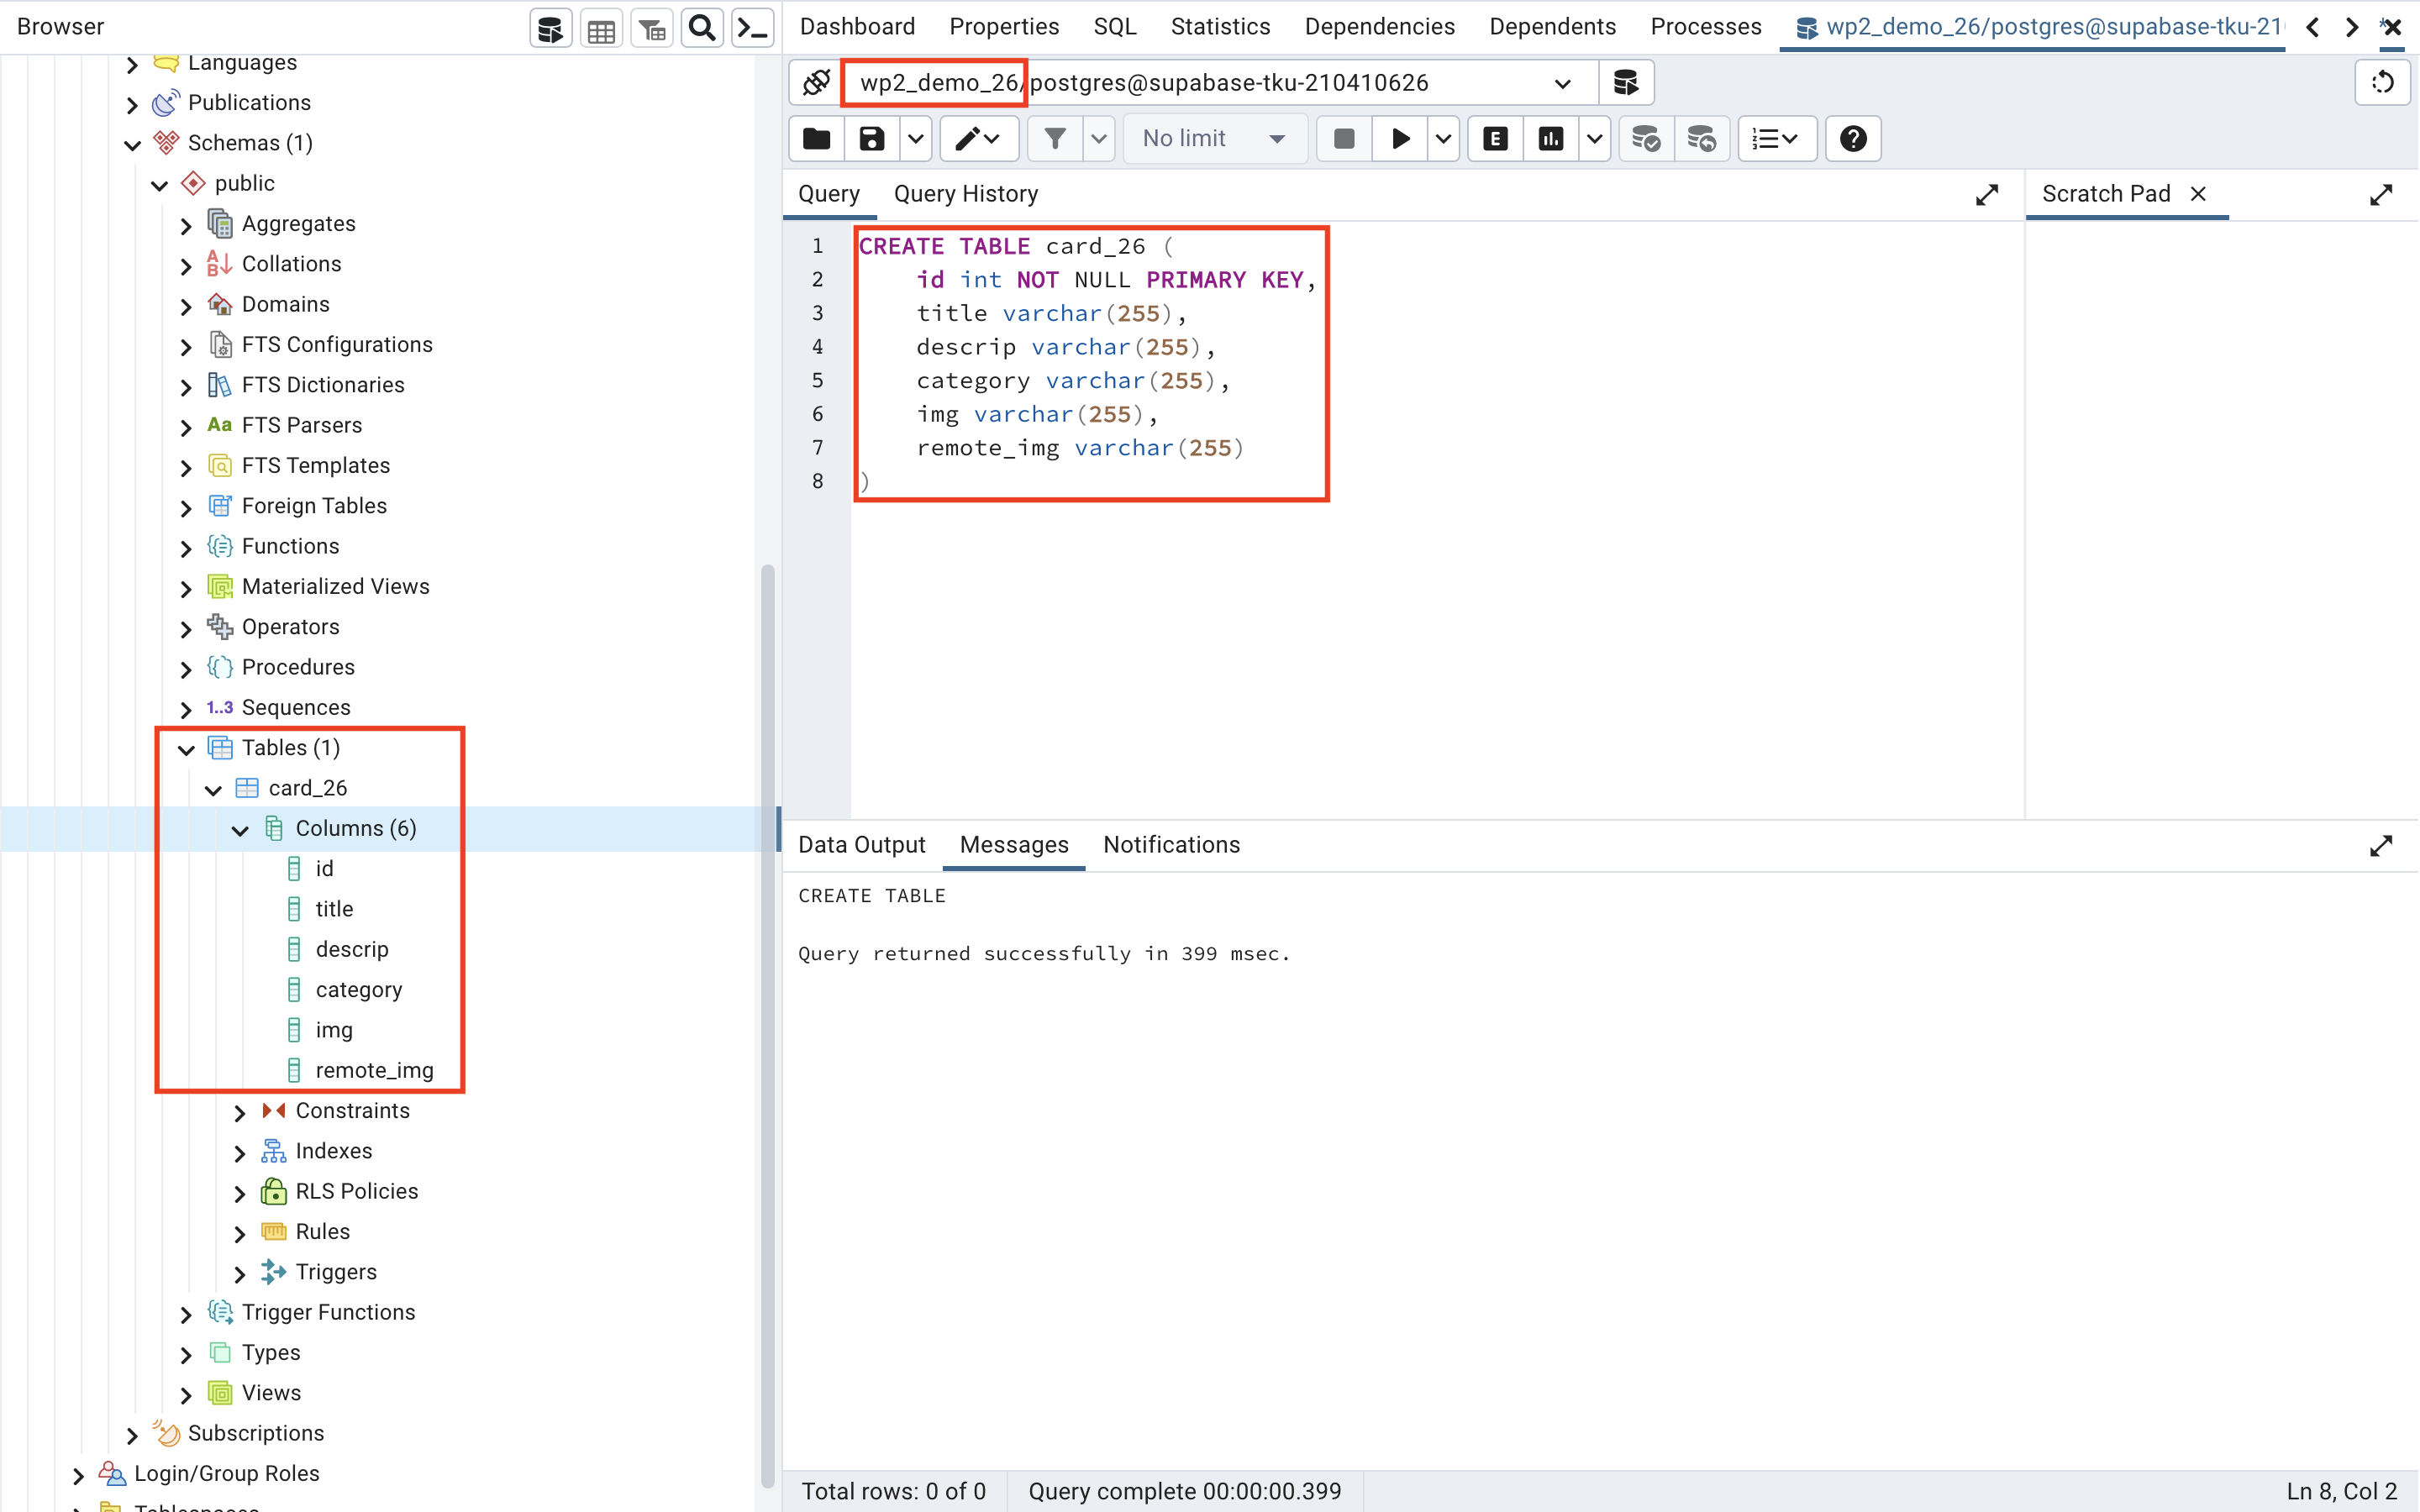 Browser
Languages
Publications
Schemas (1)
public
Aggregates
Collations
Domains
FTS Configurations
FTS Dictionaries
Aa FTS Parsers
FTS Templates
Foreign Tables
Functions
Materialized Views
Operators
Procedures
1..3 Sequences
Tables (1)
card_26
Columns (6)
id
title
descrip
category
img
remote_img
Constraints
Indexes
RLS Policies
Rules
Triggers
Trigger Functions
Types
Views
Subscriptions
Login/Group Roles
Tablespaces
Dashboard Properties SQL Statistics Dependencies Dependents Processes wp2_demo_26/postgres@supabase-tku-21
wp2_demo_26/postgres@supabase-tku-210410626
No limit E
Query Query History
1 CREATE TABLE card_26 (
2 id int NOT NULL PRIMARY KEY,
3 title varchar(255),
4 descrip varchar(255),
5 category varchar(255),
6 img varchar(255),
7 remote_img varchar(255)
8 )
Scratch Pad
Data Output Messages Notifications
CREATE TABLE
Query returned successfully in 399 msec.
Total rows: 0 of 0 Query complete 00:00:00.399 Ln 8, Col 2